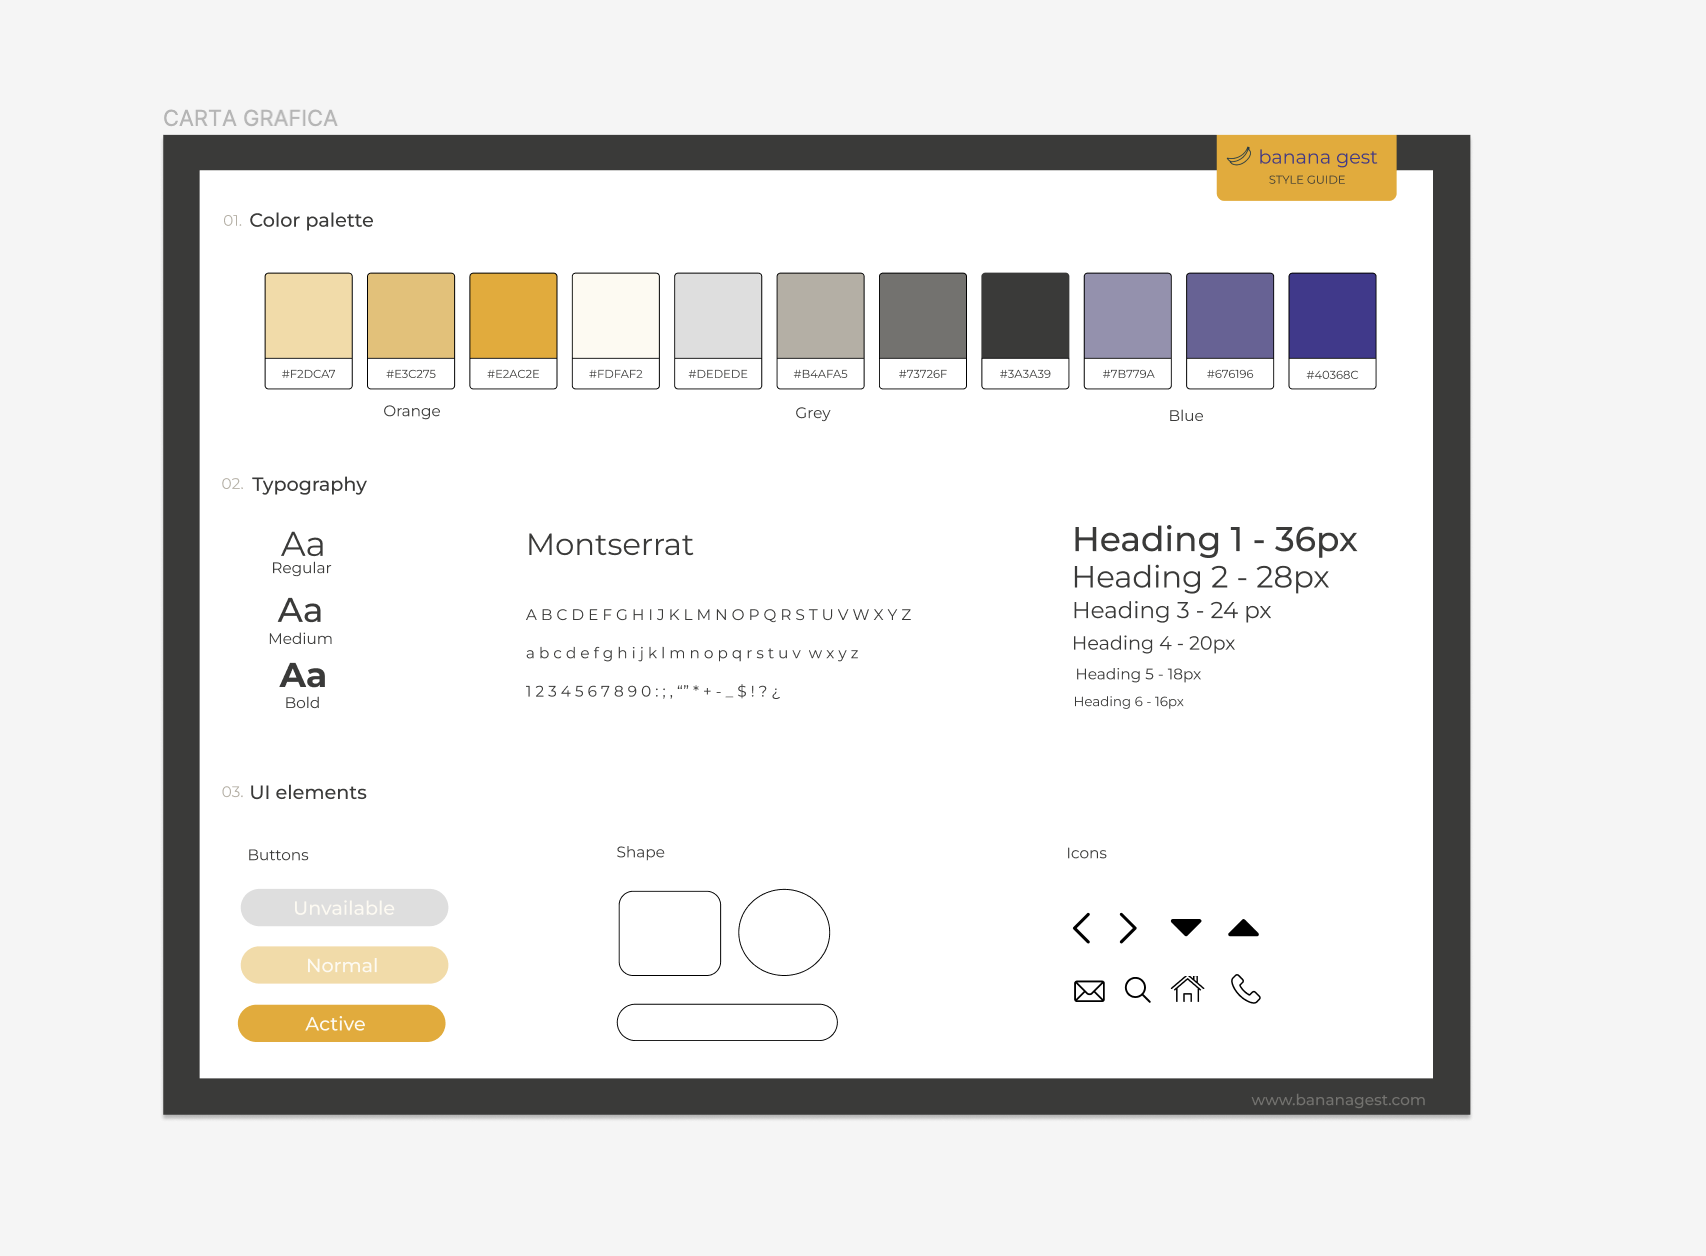 CARTA GRAFICA
banana gest
STYLE GUIDE
01. Color palette
#F2DCA7 #E3C275 #E2AC2E #FDFAF2 #DEDEDE #B4AFA5 #73726F #3A3A39 #7B779A #676196 #40368C
Orange Grey Blue
02. Typography
Aa
Regular
Aa
Medium
Aa
Bold
Montserrat
A B C D E F G H I J K L M N O P Q R S T U V W X Y Z
a b c d e f g h i j k l m n o p q r s t u v w x y z
1 2 3 4 5 6 7 8 9 0 : ; , “” * + - _ $ ! ? ¿
Heading 1 - 36px
Heading 2 - 28px
Heading 3 - 24 px
Heading 4 - 20px
Heading 5 - 18px
Heading 6 - 16px
03. UI elements
Buttons
Unvailable
Normal
Active
Shape
Icons
www.bananagest.com